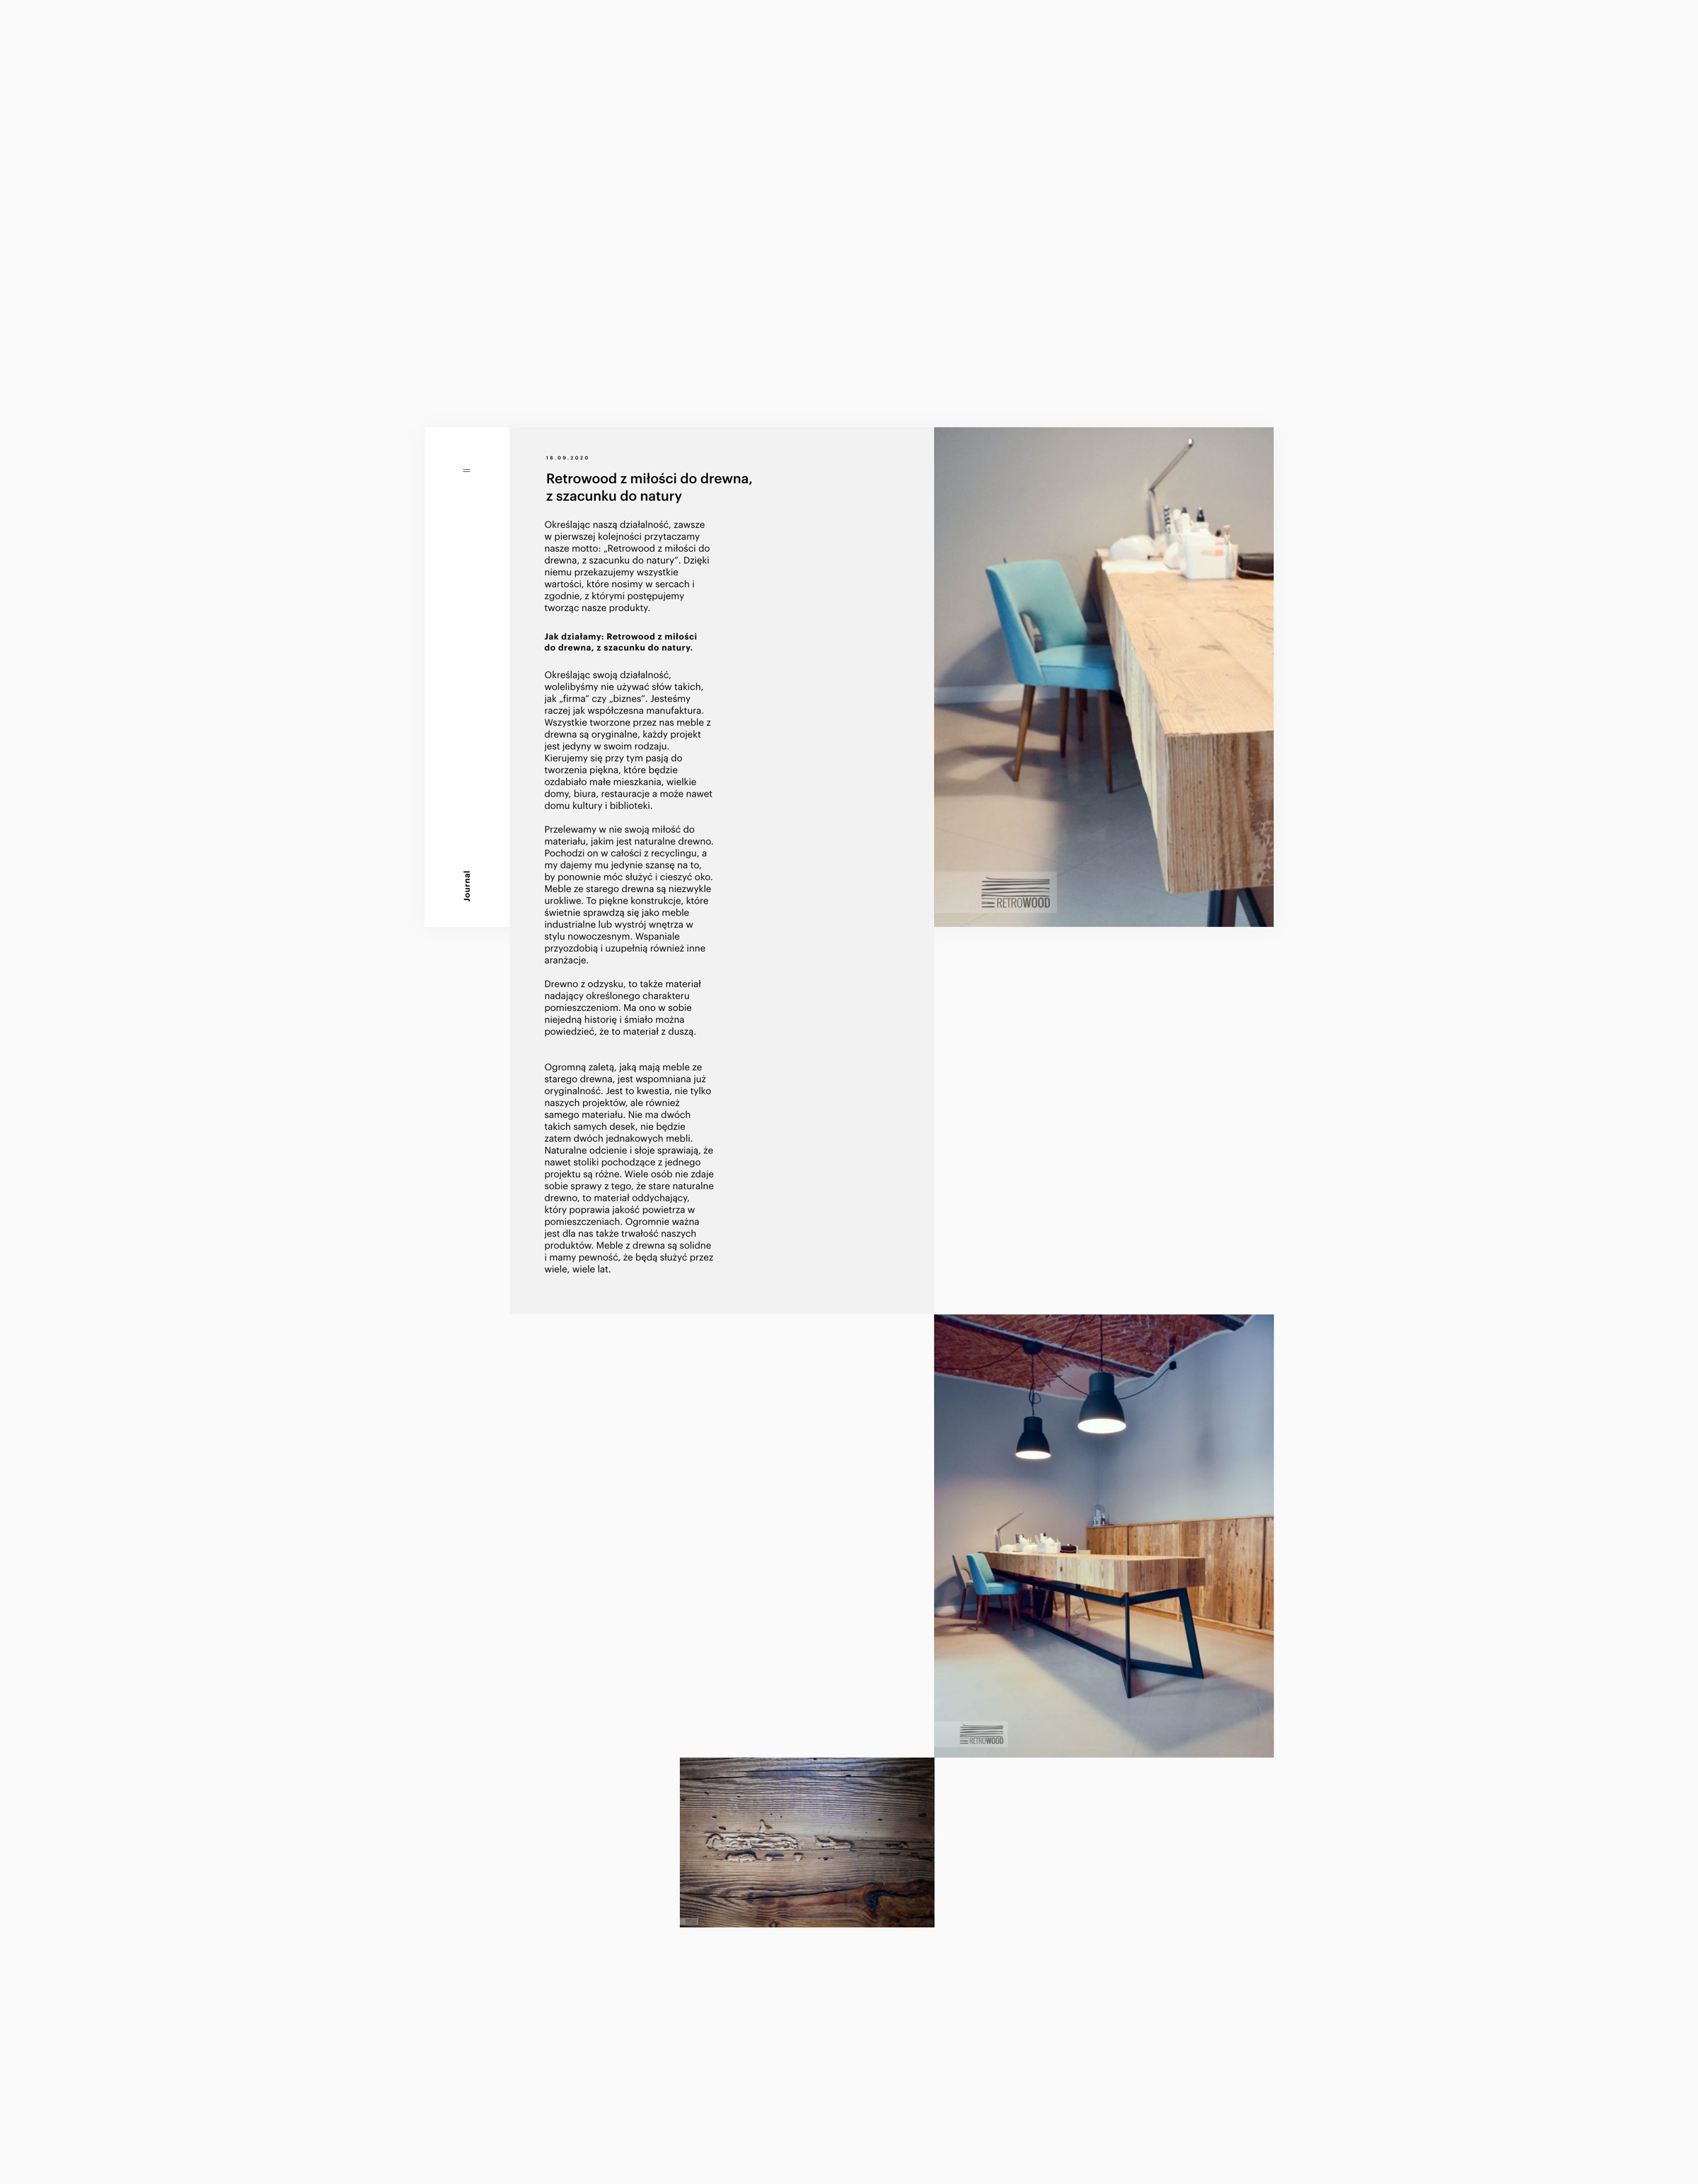 18.09.2020
Retrowood z miłości do drewna,
z szacunku do natury
Określając naszą działalność, zawsze
w pierwszej kolejności przytaczamy
nasze motto: „Retrowood z miłości do
drewna, z szacunku do natury”. Dzięki
niemu przekazujemy wszystkie
wartości, które nosimy w sercach i
zgodnie, z którymi postępujemy
tworząc nasze produkty.
Jak działamy: Retrowood z miłości
do drewna, z szacunku do natury.
Określając swoją działalność,
wolelibyśmy nie używać słów takich,
jak „firma” czy „biznes”. Jesteśmy
raczej jak współczesna manufaktura.
Wszystkie tworzone przez nas meble z
drewna są oryginalne, każdy projekt
jest jedyny w swoim rodzaju.
Kierujemy się przy tym pasją do
tworzenia piękna, które będzie
ozdabiało małe mieszkania, wielkie
domy, biura, restauracje a może nawet
domu kultury i biblioteki.
Przelewamy w nie swoją miłość do
materiału, jakim jest naturalne drewno.
Pochodzi on w całości z recyclingu, a
my dajemy mu jedynie szansę na to,
by ponownie móc służyć i cieszyć oko.
Meble ze starego drewna są niezwykle
urokliwe. To piękne konstrukcje, które
świetnie sprawdzą się jako meble
industrialne lub wystrój wnętrza w
stylu nowoczesnym. Wspaniale
przyozdobią i uzupełnią również inne
aranżacje.
Drewno z odzysku, to także materiał
nadający określonego charakteru
pomieszczeniom. Ma ono w sobie
niejedną historię i śmiało można
powiedzieć, że to materiał z duszą.
Ogromną zaletą, jaką mają meble ze
starego drewna, jest wspomniana już
oryginalność. Jest to kwestia, nie tylko
naszych projektów, ale również
samego materiału. Nie ma dwóch
takich samych desek, nie będzie
zatem dwóch jednakowych mebli.
Naturalne odcienie i słoje sprawiają, że
nawet stoliki pochodzące z jednego
projektu są różne. Wiele osób nie zdaje
sobie sprawy z tego, że stare naturalne
drewno, to materiał oddychający,
który poprawia jakość powietrza w
pomieszczeniach. Ogromnie ważna
jest dla nas także trwałość naszych
produktów. Meble z drewna są solidne
i mamy pewność, że będą służyć przez
wiele, wiele lat.
Journal
RETROWOOD
RETROWOOD